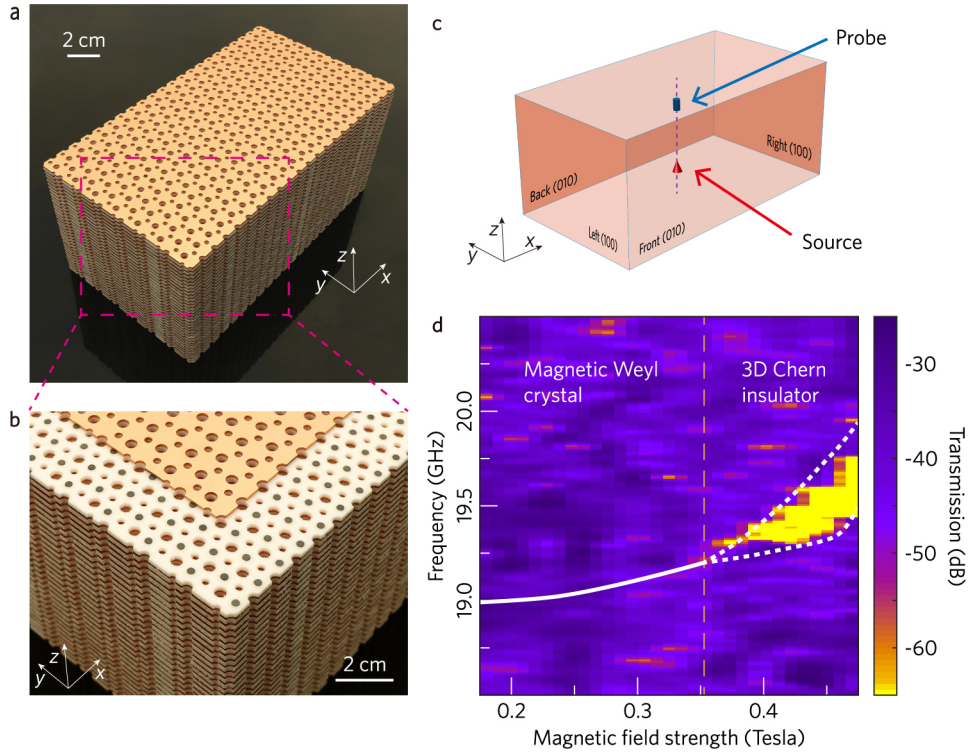 a
2 cm
z
y
x
b
z
y
x
2 cm
c
Probe
Right (100)
Back (010)
Left (100)
Front (010)
Source
z
y
x
d
Magnetic Weyl
crystal
3D Chern
insulator
20.0
19.5
19.0
Frequency (GHz)
0.2
0.3
0.4
Magnetic field strength (Tesla)
-30
-40
-50
-60
Transmission (dB)